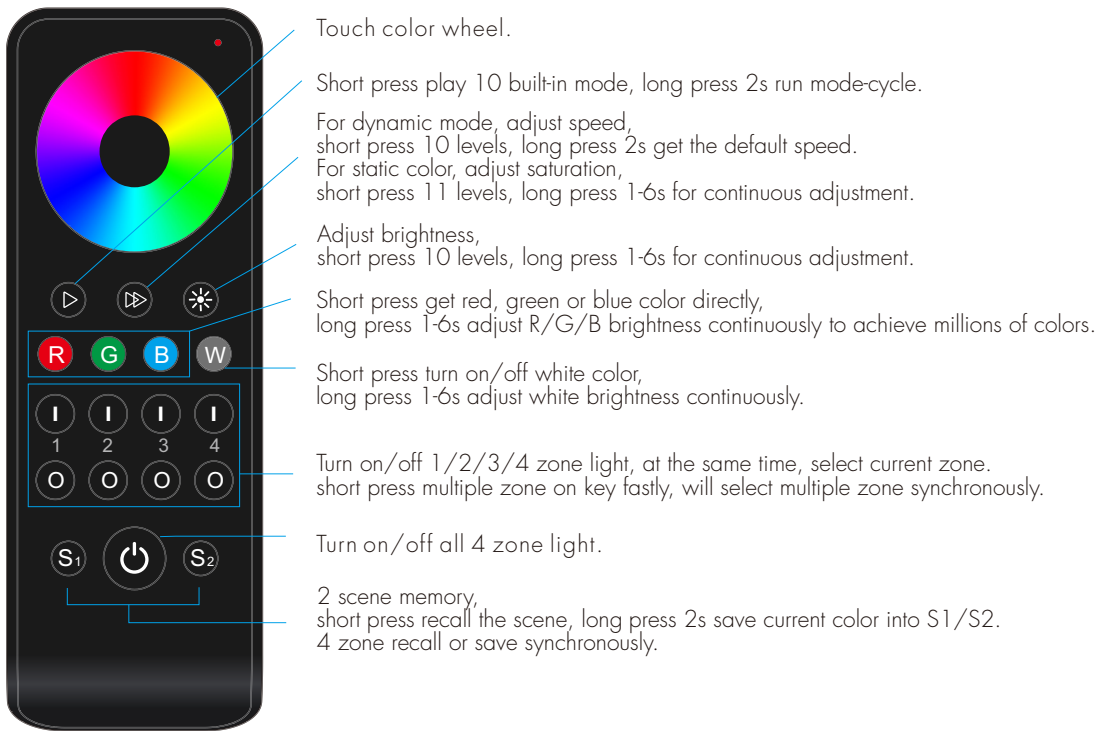 Touch color wheel.
Short press play 10 built-in mode, long press 2s run mode-cycle.
For dynamic mode, adjust speed,
short press 10 levels, long press 2s get the default speed.
For static color, adjust saturation,
short press 11 levels, long press 1-6s for continuous adjustment.
Adjust brightness,
short press 10 levels, long press 1-6s for continuous adjustment.
Short press get red, green or blue color directly,
long press 1-6s adjust R/G/B brightness continuously to achieve millions of colors.
R G B W
Short press turn on/off white color,
long press 1-6s adjust white brightness continuously.
I I I I
1 2 3 4
O O O O
Turn on/off 1/2/3/4 zone light, at the same time, select current zone.
short press multiple zone on key fastly, will select multiple zone synchronously.
S1 S2
Turn on/off all 4 zone light.
2 scene memory,
short press recall the scene, long press 2s save current color into S1/S2.
4 zone recall or save synchronously.